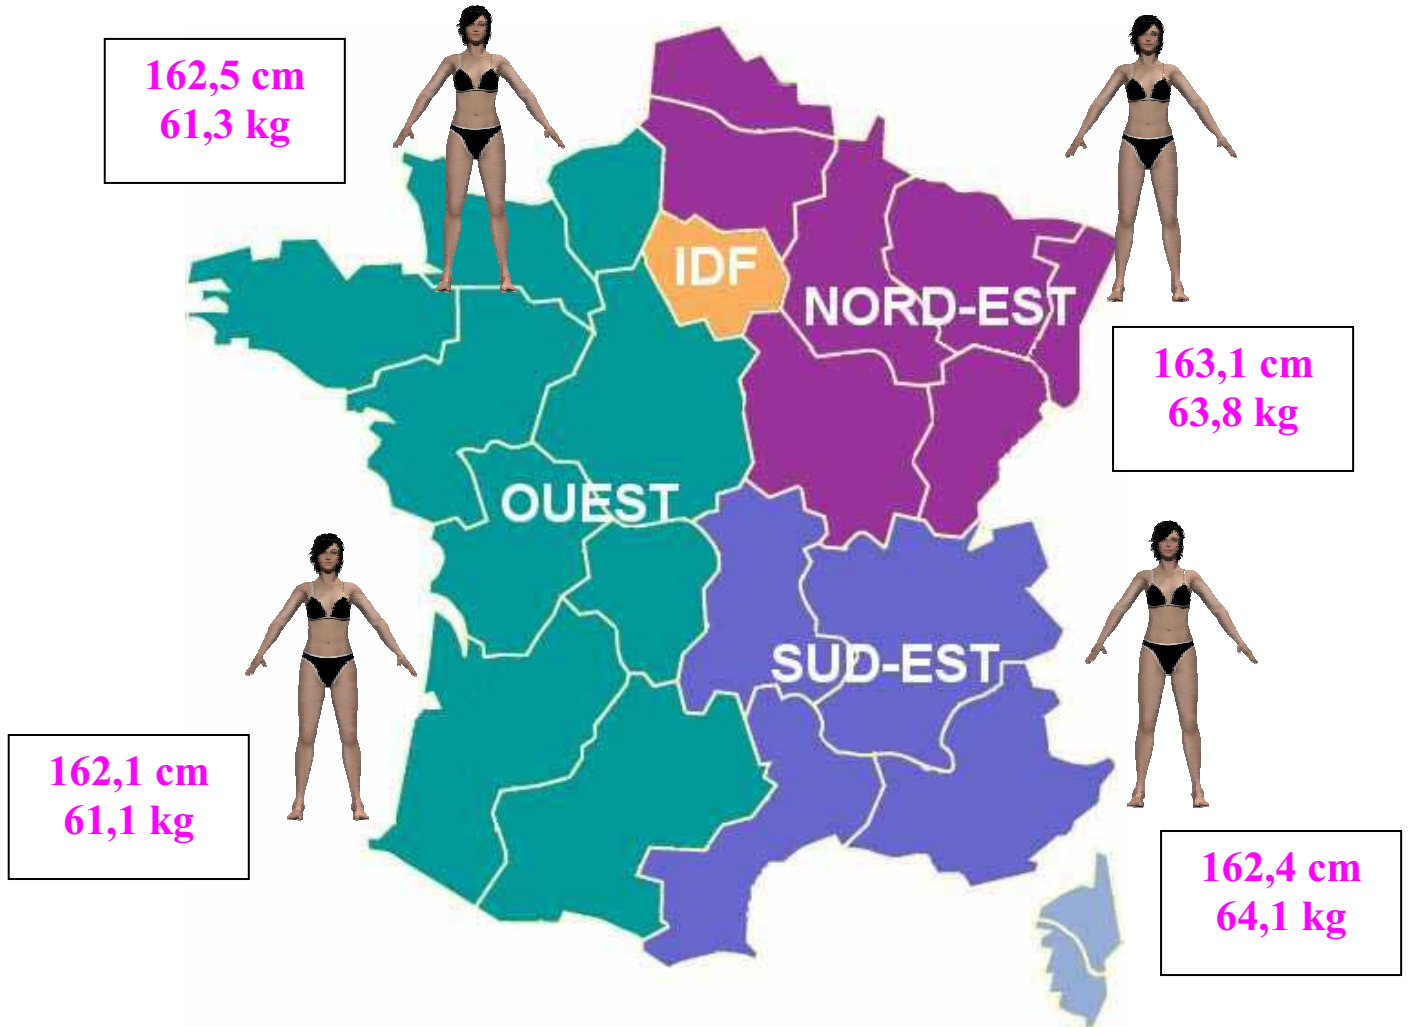 162,5 cm
61,3 kg
IDF
NORD-EST
163,1 cm
63,8 kg
OUEST
SUD-EST
162,1 cm
61,1 kg
162,4 cm
64,1 kg